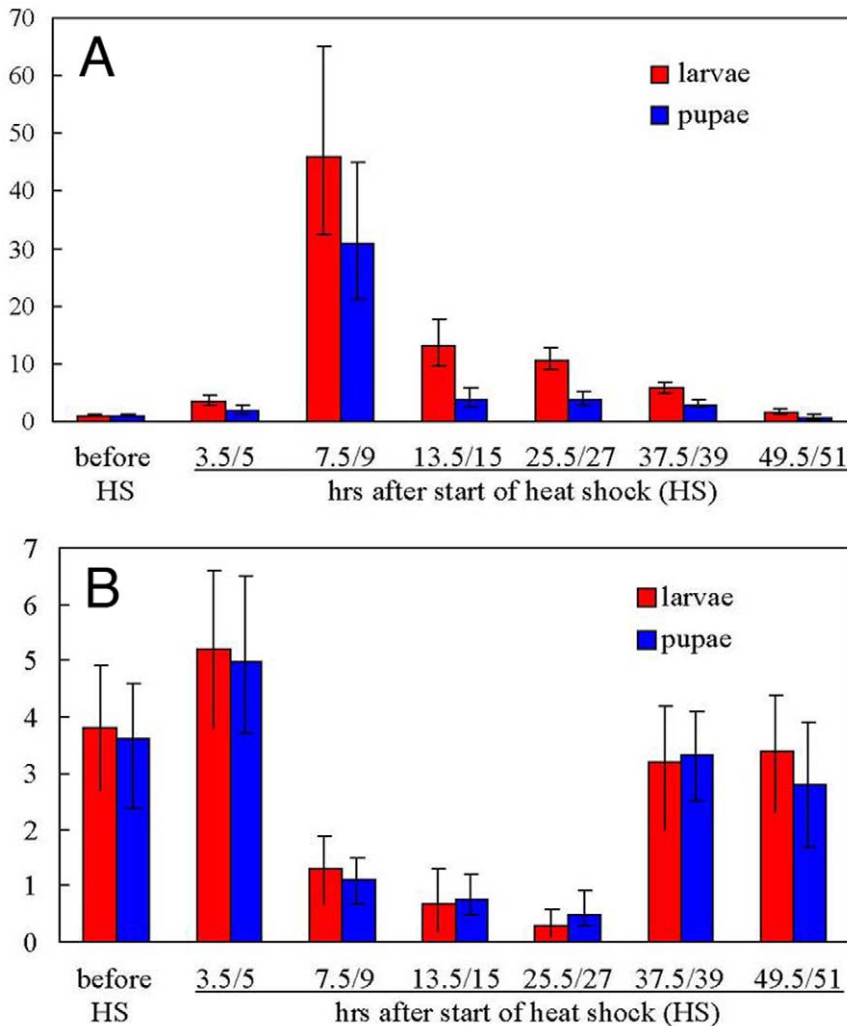 70
A
60
50
40
30
20
10
0
larvae
pupae
before HS
3.5/5 7.5/9 13.5/15 25.5/27 37.5/39 49.5/51
hrs after start of heat shock (HS)
7
B
6
5
4
3
2
1
0
larvae
pupae
before HS
3.5/5 7.5/9 13.5/15 25.5/27 37.5/39 49.5/51
hrs after start of heat shock (HS)